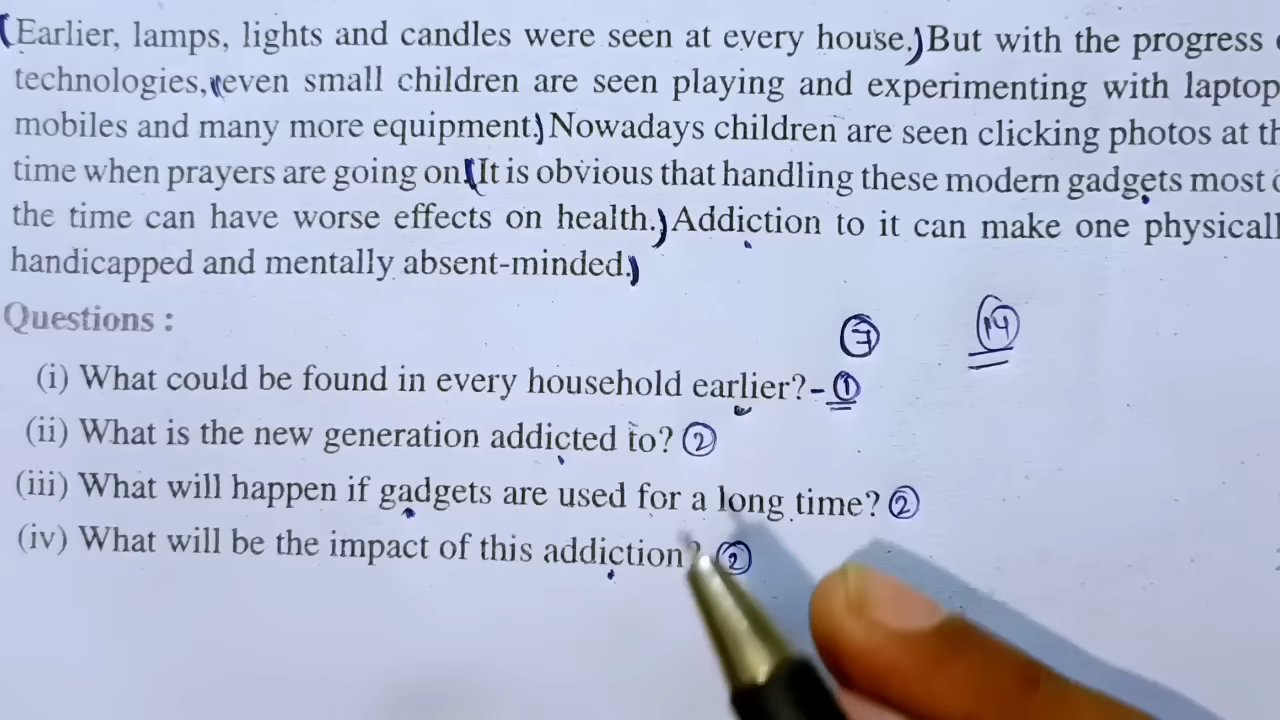 Earlier, lamps, lights and candles were seen at every house. But with the progress
technologies, even small children are seen playing and experimenting with laptop
mobiles and many more equipment. Nowadays children are seen clicking photos at th
time when prayers are going on. It is obvious that handling these modern gadgets most o
the time can have worse effects on health. Addiction to it can make one physicall
handicapped and mentally absent-minded.
Questions :
7 14
(i) What could be found in every household earlier? - 1
(ii) What is the new generation addicted to? 2
(iii) What will happen if gadgets are used for a long time? 2
(iv) What will be the impact of this addiction? 2